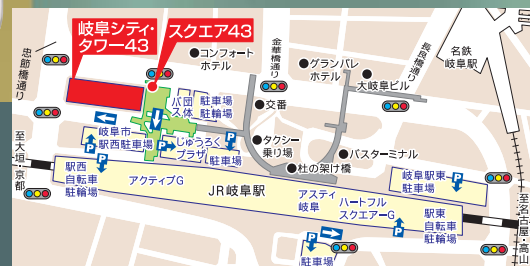 岐阜シティ・
タワー43
スクエア43
忠節橋通り
コンフォート
ホテル
金華橋通り
グランパレ
ホテル
長良橋通り
名鉄
岐阜駅
大岐阜ビル
交番
バス
団体
駐車場
駐輪場
岐阜市
駅西駐車場
P
P
P
じゅうろく
プラザ
P
駐車場
P
タクシー
乗り場
バスターミナル
杜の架け橋
至大垣・京都
駅西
自転車
駐輪場
アクティブG
JR岐阜駅
アスティ
岐阜
ハートフル
スクエアーG
岐阜駅東
駐車場
P
駅東
自転車
駐輪場
P
P
駐車場
至名古屋・高山